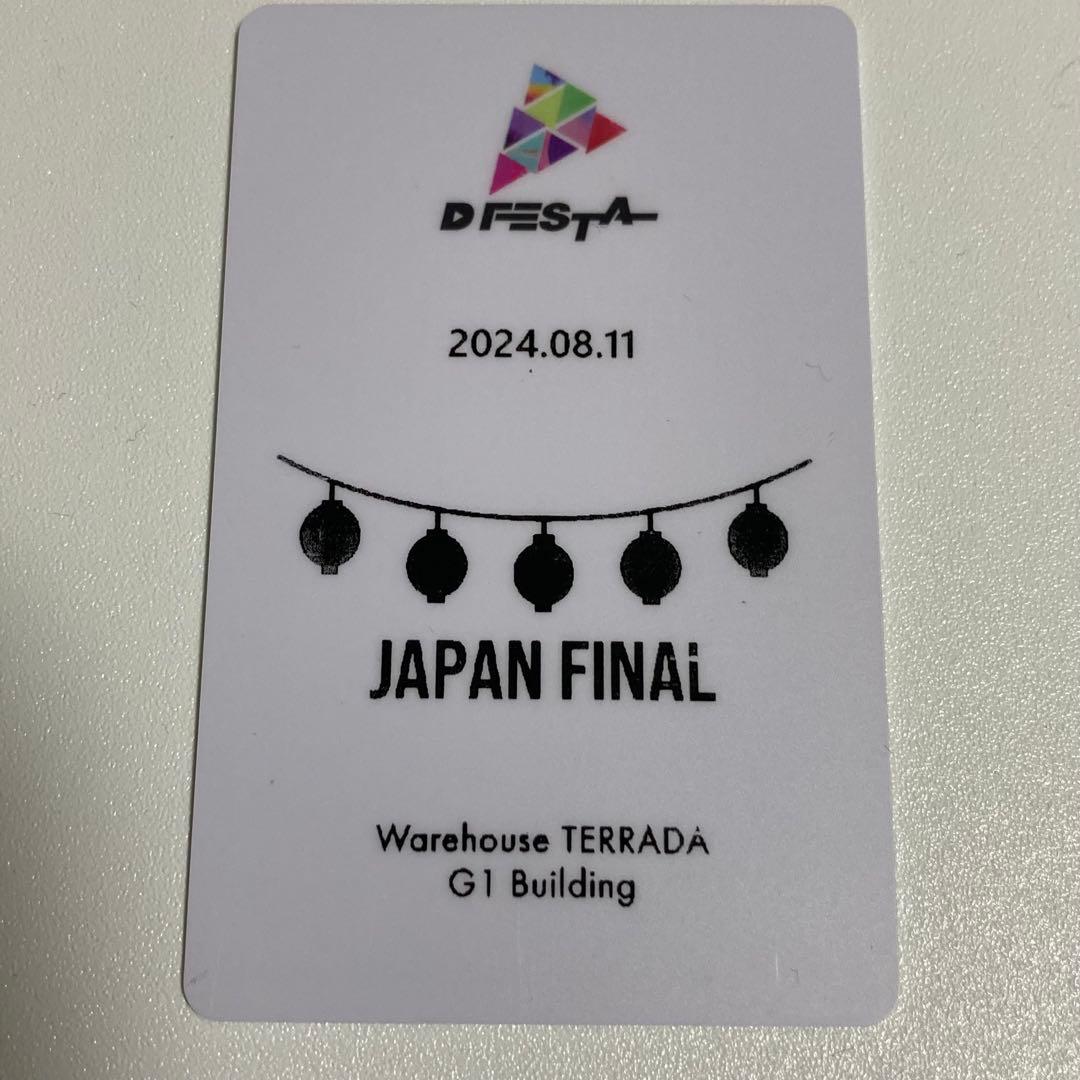 D FESTA
2024.08.11
JAPAN FINAL
Warehouse TERRADA
G1 Building